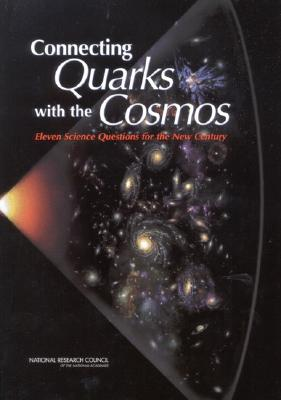 Connecting
Quarks
with the Cosmos
Eleven Science Questions for the New Century
NATIONAL RESEARCH COUNCIL
OF THE NATIONAL ACADEMIES